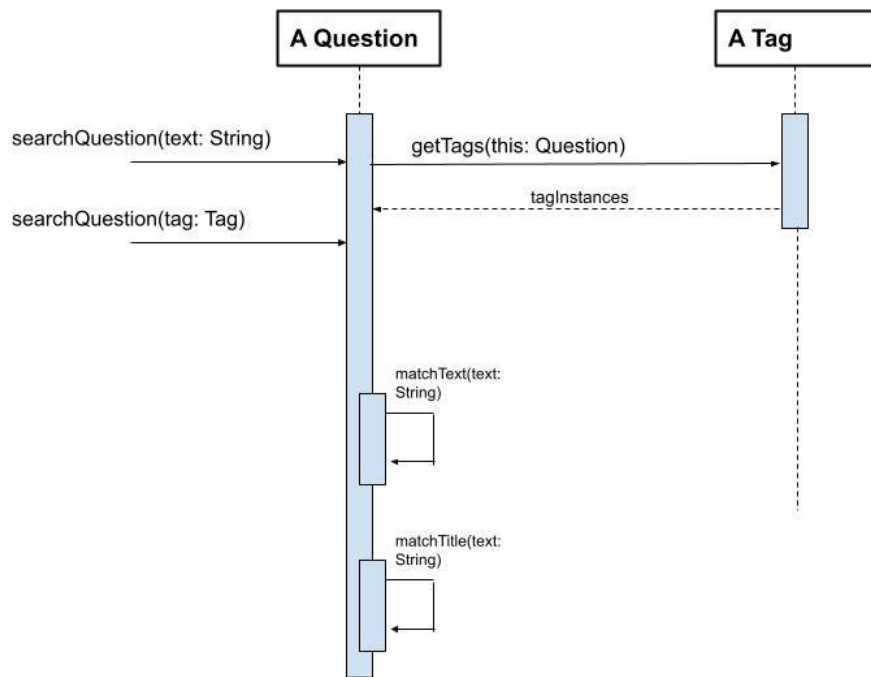 A Question
A Tag
searchQuestion(text: String)
getTags(this: Question)
tagInstances
searchQuestion(tag: Tag)
matchText(text:
String)
matchTitle(text:
String)